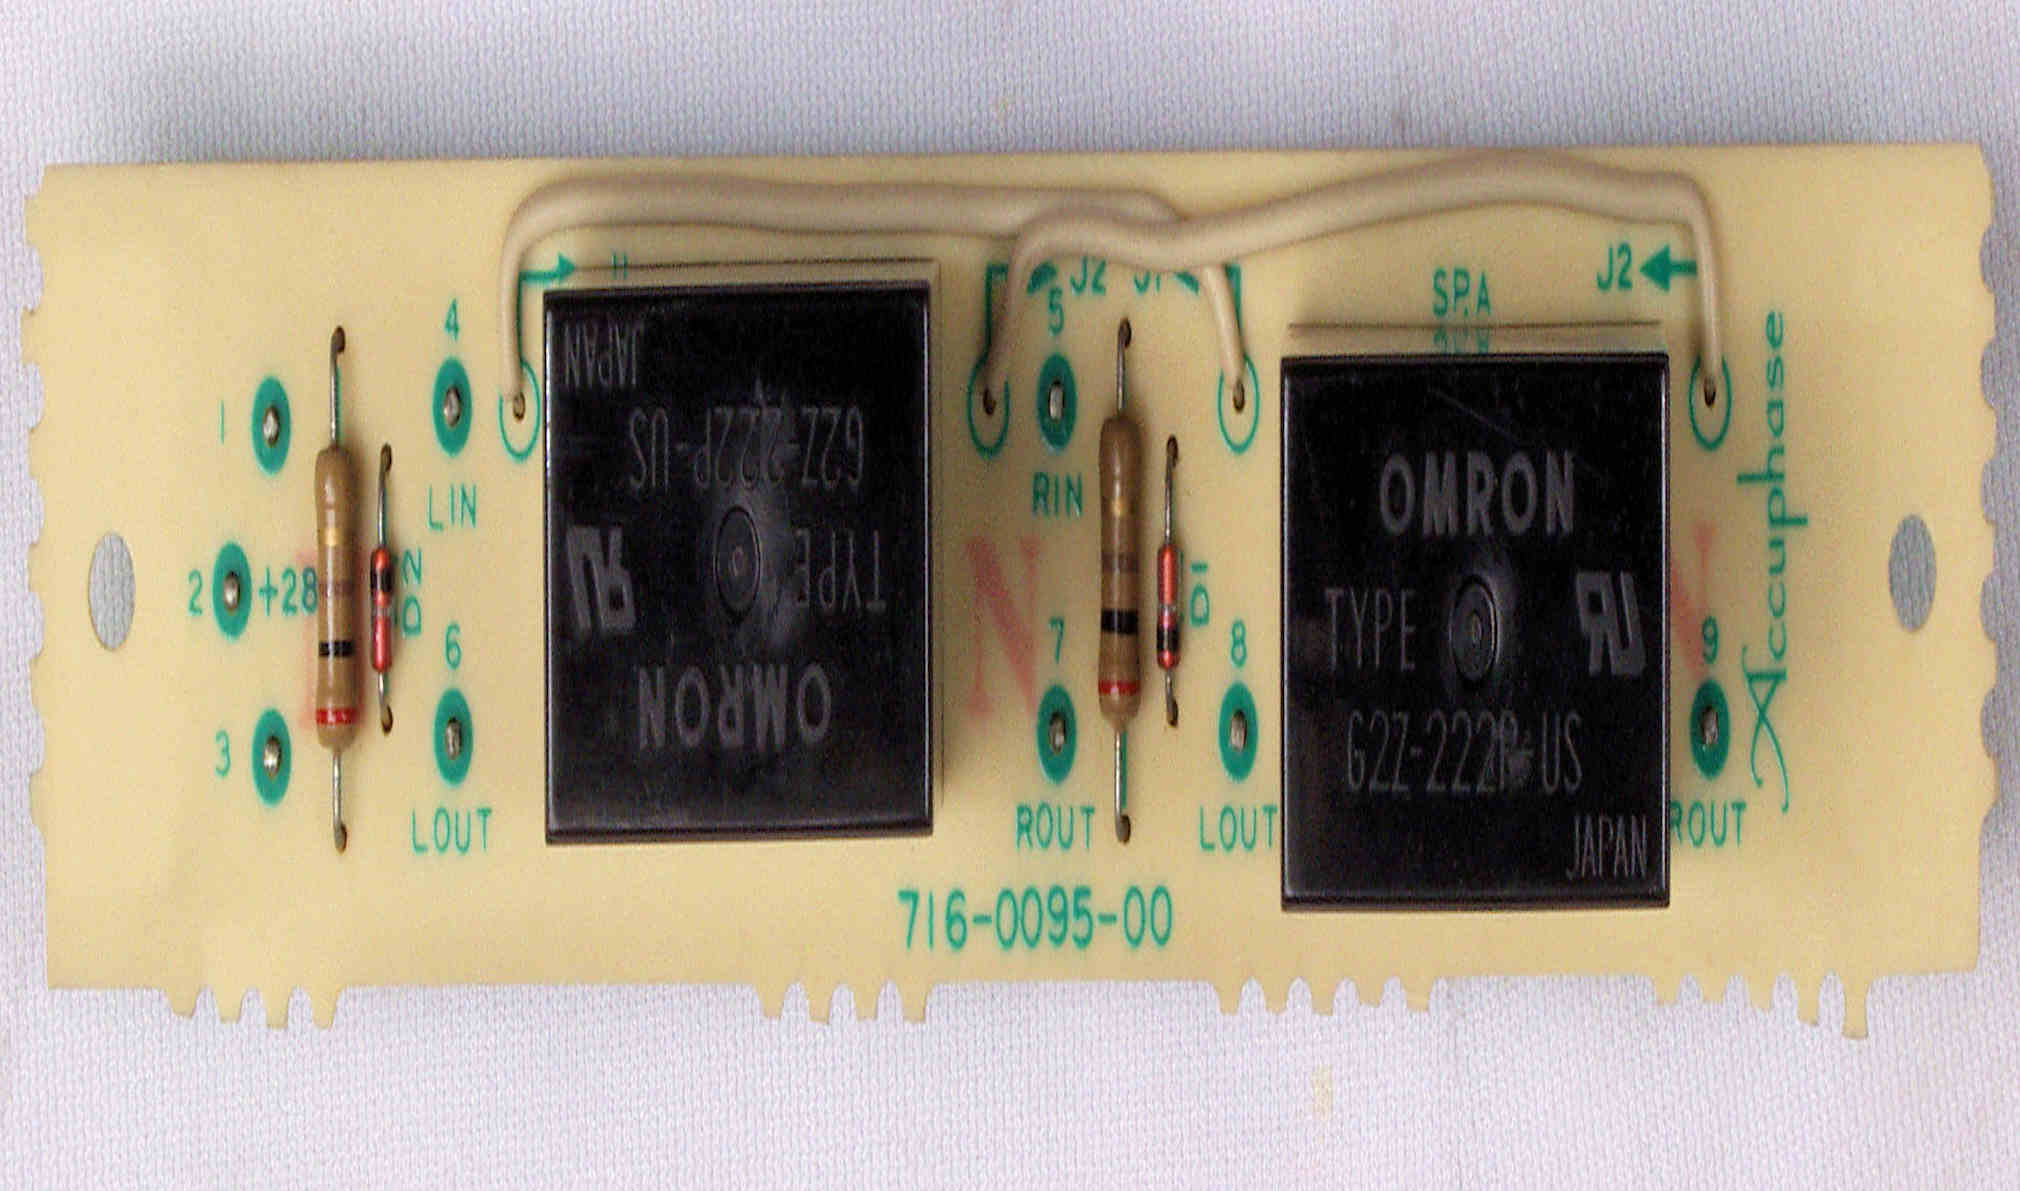 4
J2
5
SP.A
J2
1
LIN
RIN
2
+28
D2
6
3
LOUT
JAPAN
G2Z-222P-US
TYPE
OMRON
7
D1
8
ROUT
LOUT
OMRON
TYPE
G2Z-222P-US
JAPAN
9
ROUT
Accuphase
N
716-0095-00